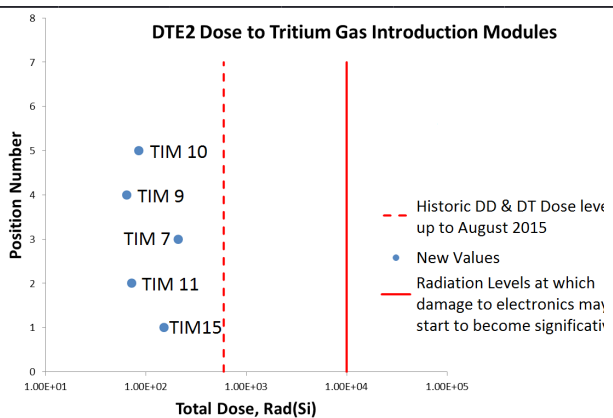 DTE2 Dose to Tritium Gas Introduction Modules
8
7
6
5
4
3
2
1
0
Position Number
TIM 10
TIM 9
TIM 7
TIM 11
TIM15
Historic DD & DT Dose
up to August 2015
New Values
Radiation Levels at which
damage to electronics may
start to become
1.00E+01
1.00E+02
1.00E+03
1.00E+04
1.00E+05
Total Dose, Rad(Si)